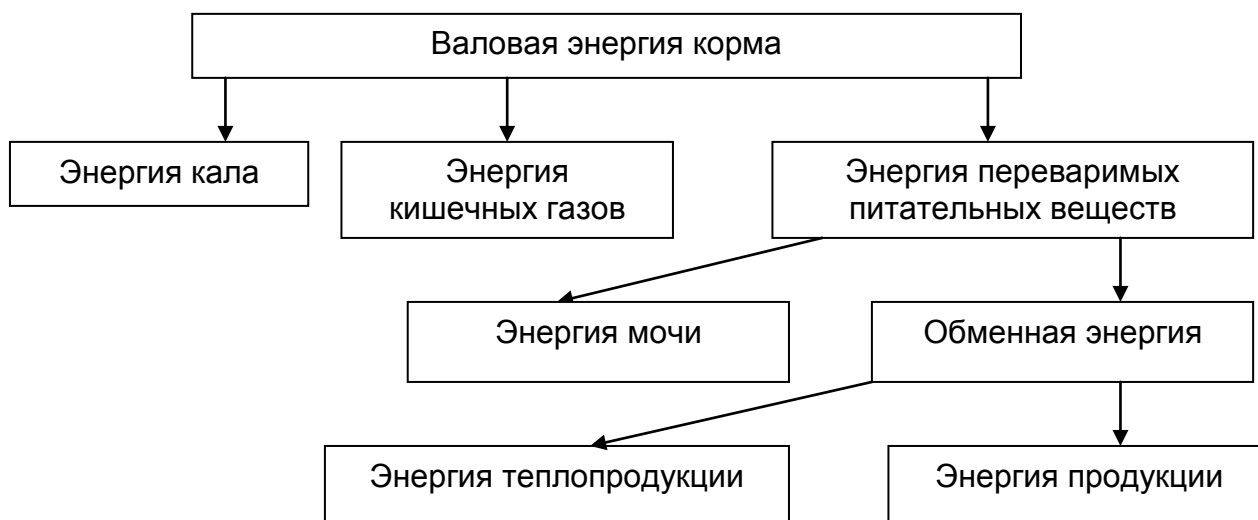 Валовая энергия корма
Энергия кала
Энергия
кишечных газов
Энергия переваримых
питательных веществ
Энергия мочи
Обменная энергия
Энергия теплопродукции
Энергия продукции